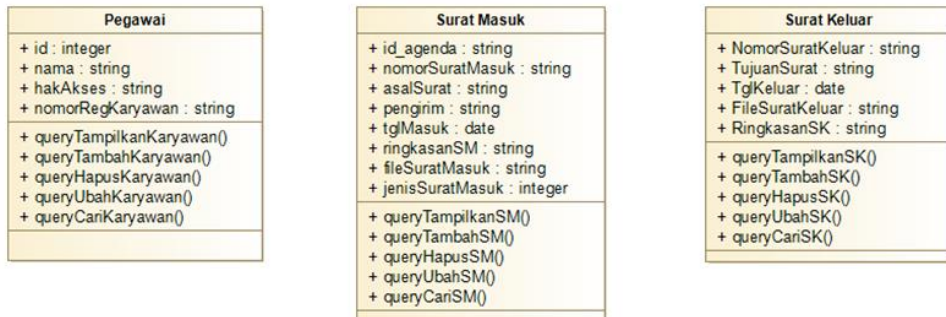 Pegawai
+ id : integer
+ nama : string
+ hakAkses : string
+ nomorRegKaryawan : string
+ queryTampilkanKaryawan()
+ queryTambahKaryawan()
+ queryHapusKaryawan()
+ queryUbahKaryawan()
+ queryCariKaryawan()
Surat Masuk
+ id_agenda : string
+ nomorSuratMasuk : string
+ asalSurat : string
+ pengirim : string
+ tglMasuk : date
+ ringkasanSM : string
+ fileSuratMasuk : string
+ jenisSuratMasuk : integer
+ queryTampilkanSM()
+ queryTambahSM()
+ queryHapusSM()
+ queryUbahSM()
+ queryCariSM()
Surat Keluar
+ NomorSuratKeluar : string
+ TujuanSurat : string
+ TglKeluar : date
+ FileSuratKeluar : string
+ RingkasanSK : string
+ queryTampilkanSK()
+ queryTambahSK()
+ queryHapusSK()
+ queryUbahSK()
+ queryCariSK()